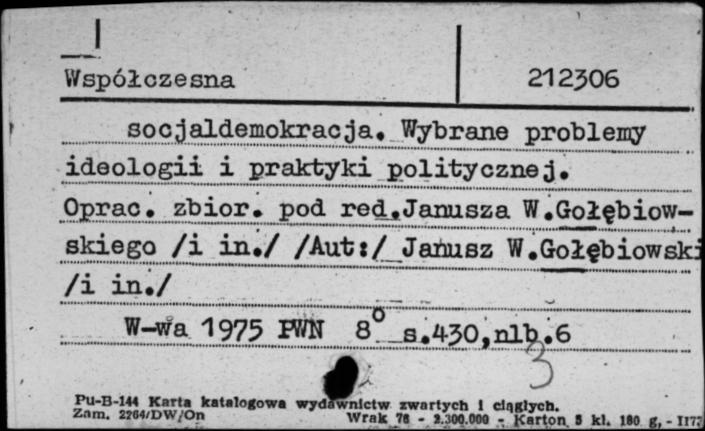 Współczesna 212306
socjaldemokracja. Wybrane problemy
ideologii i praktyki politycznej.
Oprac. zbior. pod red.Janusza W.Gołębiow-
skiego /i in./ /Aut:/ Janusz W.Gołębiowski
/i in./
W-wa 1975 PWN 8° s.430,nlb.6
3
Pu-B-144 Karta katalogowa wydawnictw zwartych i ciągłych.
Zam. 2264/DW/On Wrak 76 - 2.300.000 - Karton 5 kl. 180 g, -